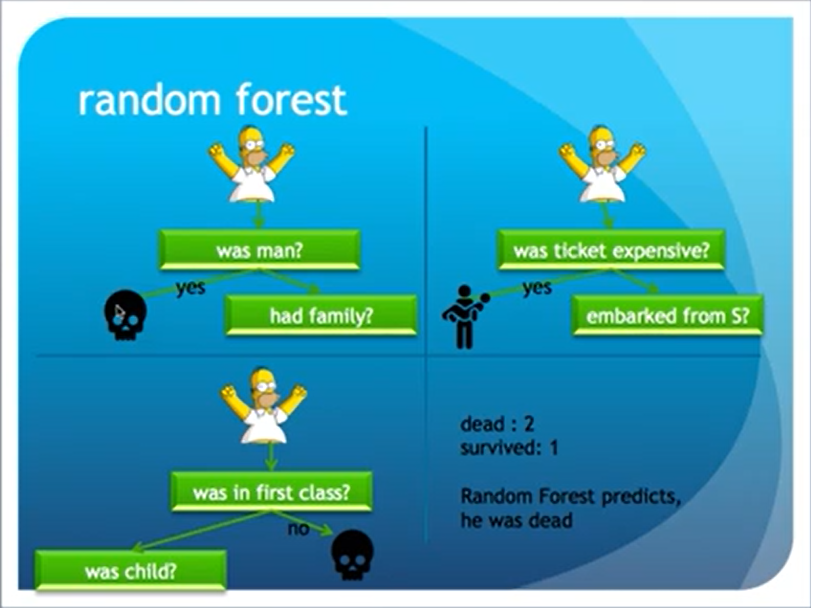 random forest
was man?
yes
had family?
was ticket expensive?
yes
embarked from S?
was in first class?
no
was child?
dead : 2
survived: 1
Random Forest predicts,
he was dead